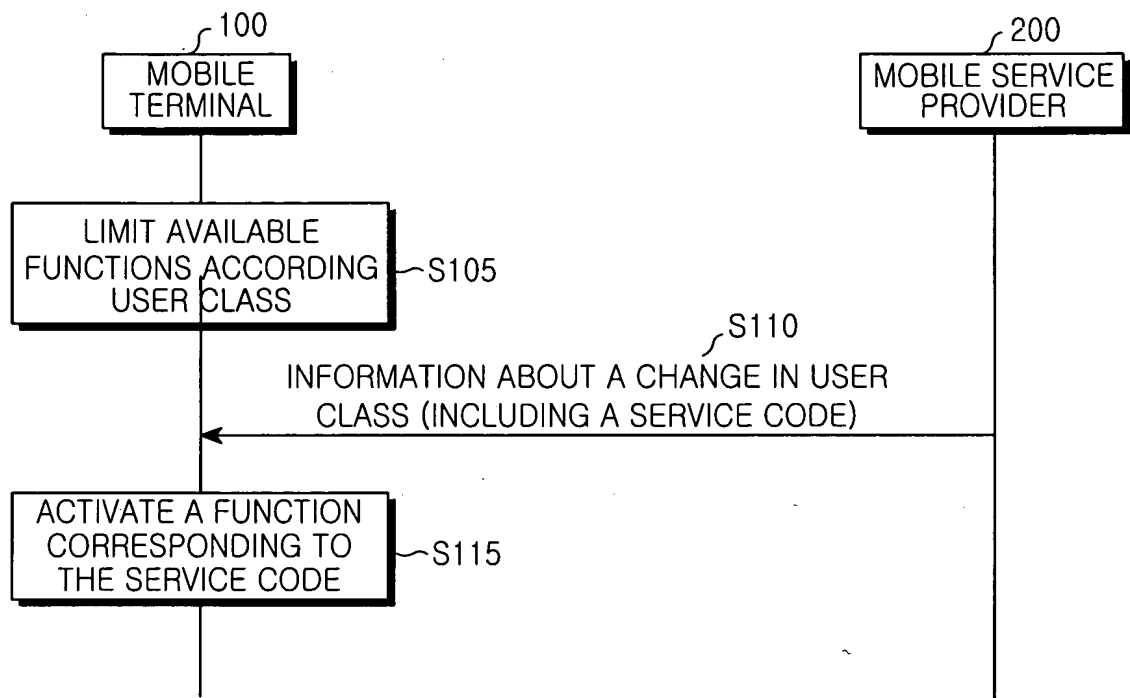 100
MOBILE
TERMINAL
200
MOBILE SERVICE
PROVIDER
LIMIT AVAILABLE
FUNCTIONS ACCORDING
USER CLASS
S105
S110
INFORMATION ABOUT A CHANGE IN USER
CLASS (INCLUDING A SERVICE CODE)
ACTIVATE A FUNCTION
CORRESPONDING TO
THE SERVICE CODE
S115